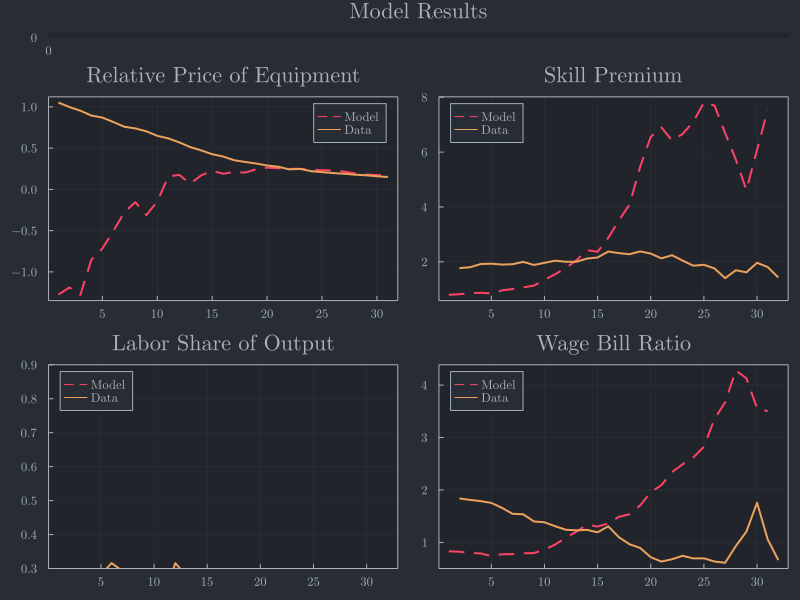 Model Results
0
0
Relative Price of Equipment
1.0
0.5
0.0
−0.5
−1.0
5 10 15 20 25 30
Model
Data
Skill Premium
8
6
4
2
5 10 15 20 25 30
Model
Data
Labor Share of Output
0.9
0.8
0.7
0.6
0.5
0.4
0.3
5 10 15 20 25 30
Model
Data
Wage Bill Ratio
4
3
2
1
5 10 15 20 25 30
Model
Data